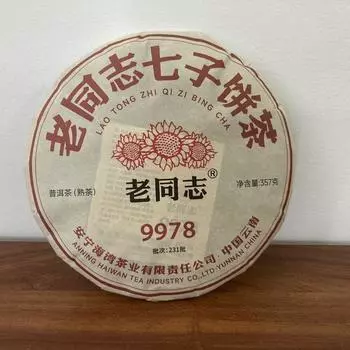 老同志七子饼茶
LAO TONG ZHI QI ZI BING CHA
老同志®
普洱茶（熟茶）
净含量:357克
9978
批次:231批
安宁海湾茶业有限责任公司·中国云南
ANNING HAIWAN TEA INDUSTRY CO.,LTD·YUNNAN CHINA